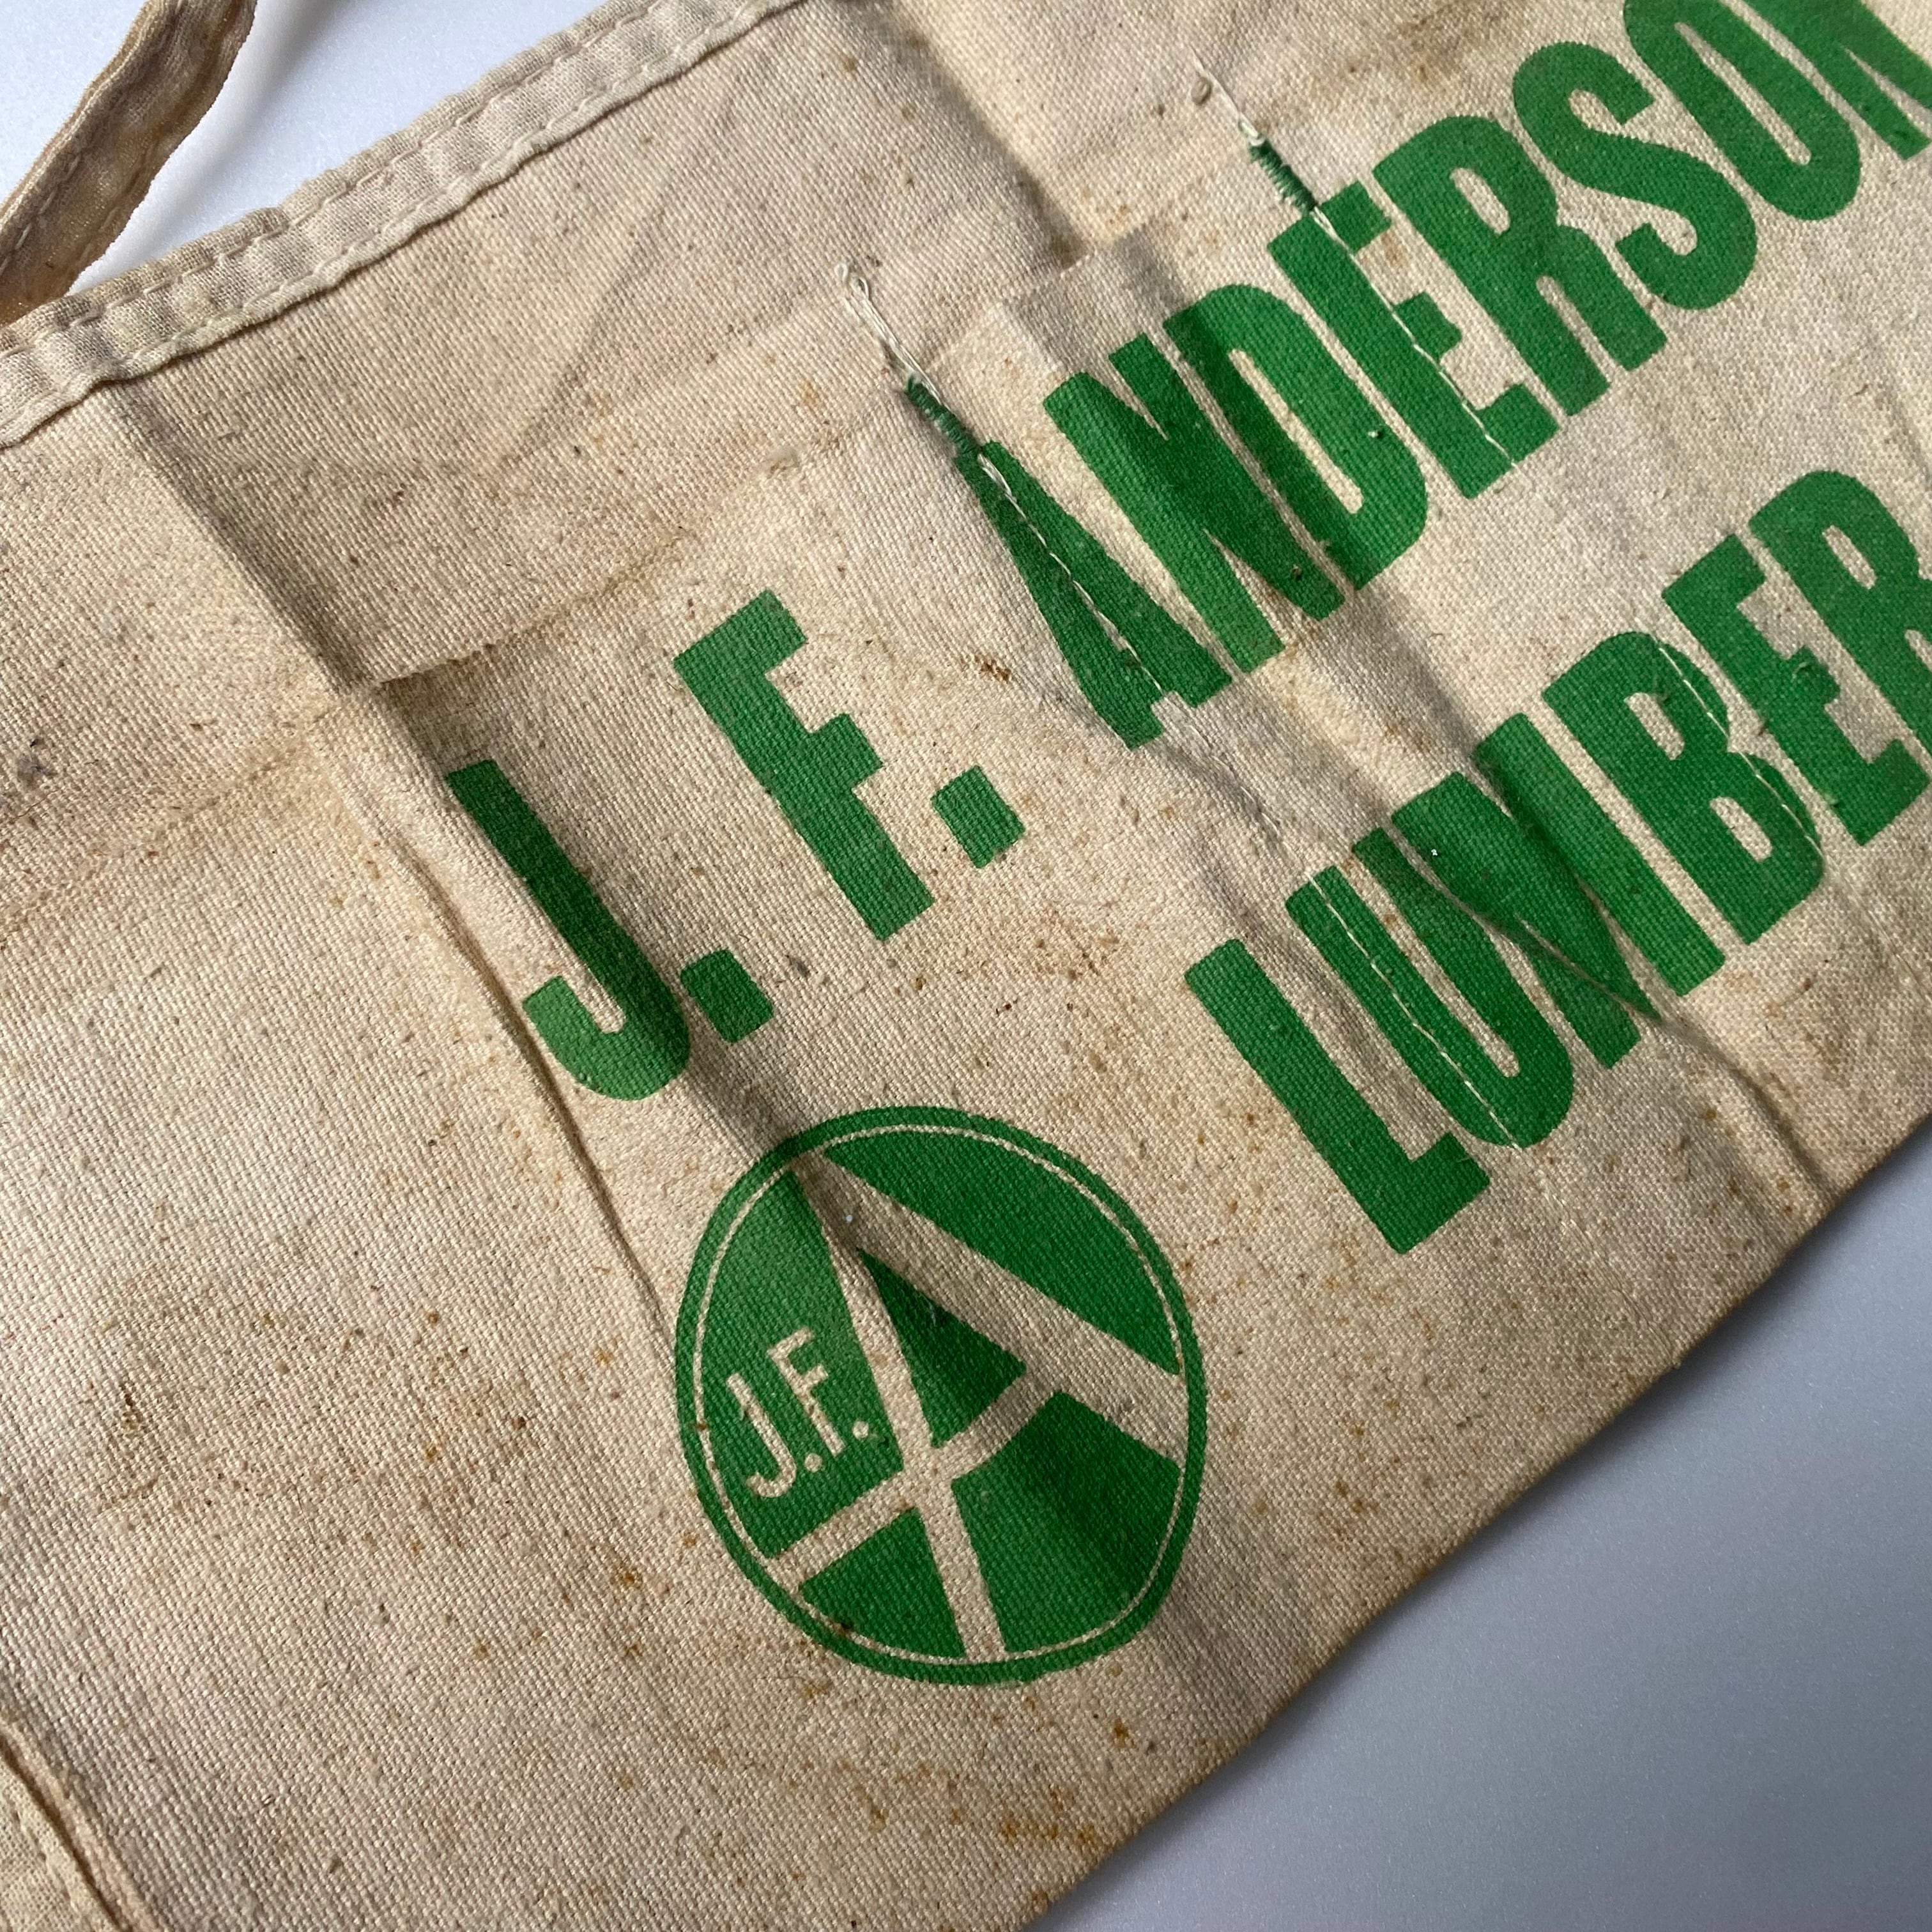 J. F. ANDERSON
LUMBER
J.F.